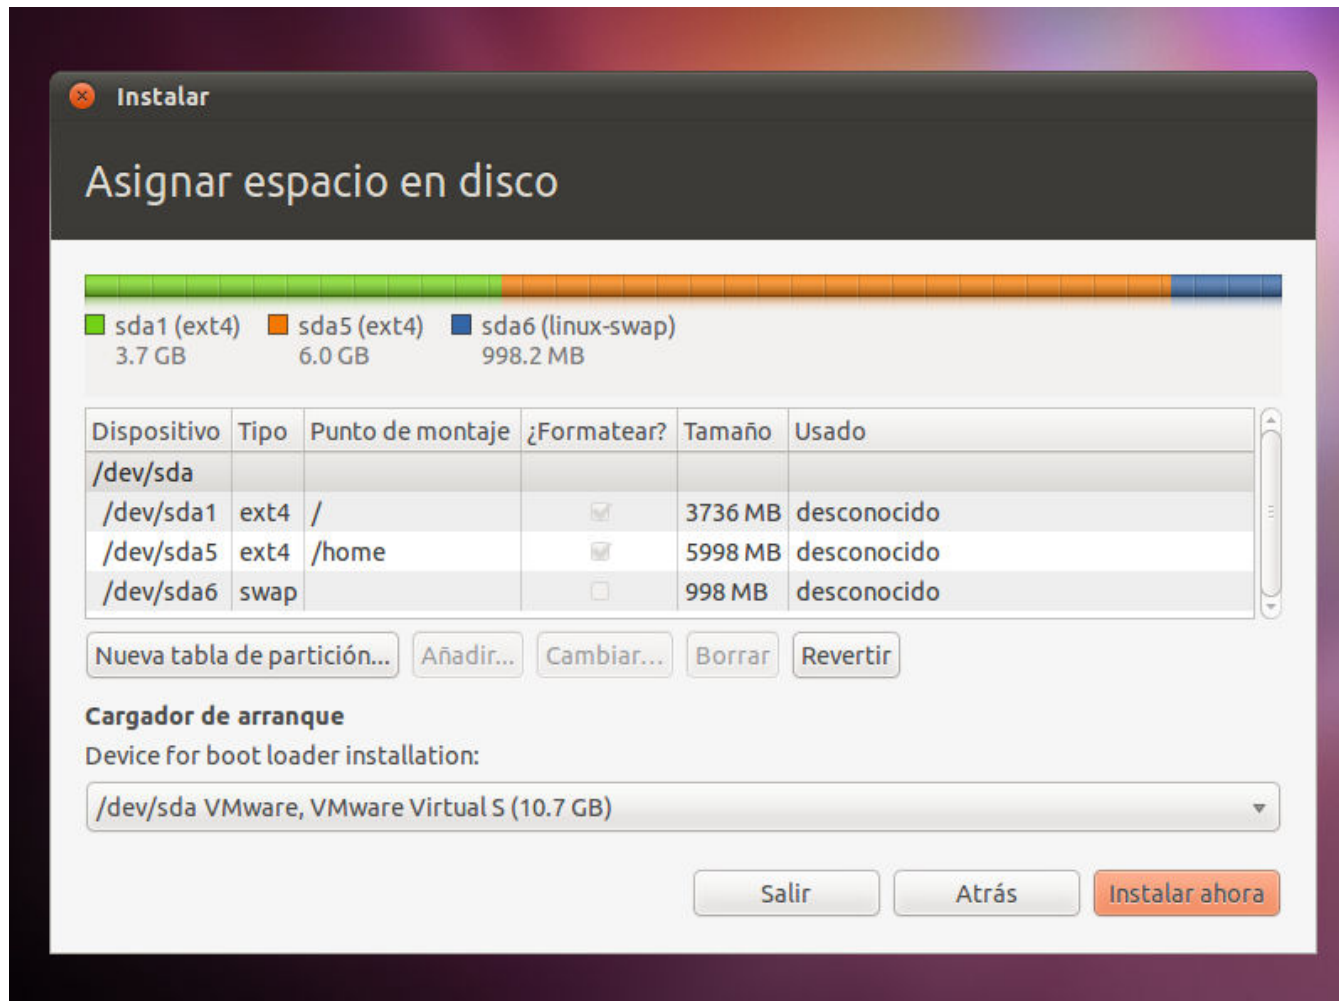 Instalar
Asignar espacio en disco
sda1 (ext4) sda5 (ext4) sda6 (linux-swap)
3.7 GB 6.0 GB 998.2 MB
Dispositivo Tipo Punto de montaje ¿Formatear? Tamaño Usado
/dev/sda
/dev/sda1 ext4 / 3736 MB desconocido
/dev/sda5 ext4 /home 5998 MB desconocido
/dev/sda6 swap 998 MB desconocido
Nueva tabla de partición... Añadir... Cambiar... Borrar Revertir
Cargador de arranque
Device for boot loader installation:
/dev/sda VMware, VMware Virtual S (10.7 GB)
Salir Atrás Instalar ahora